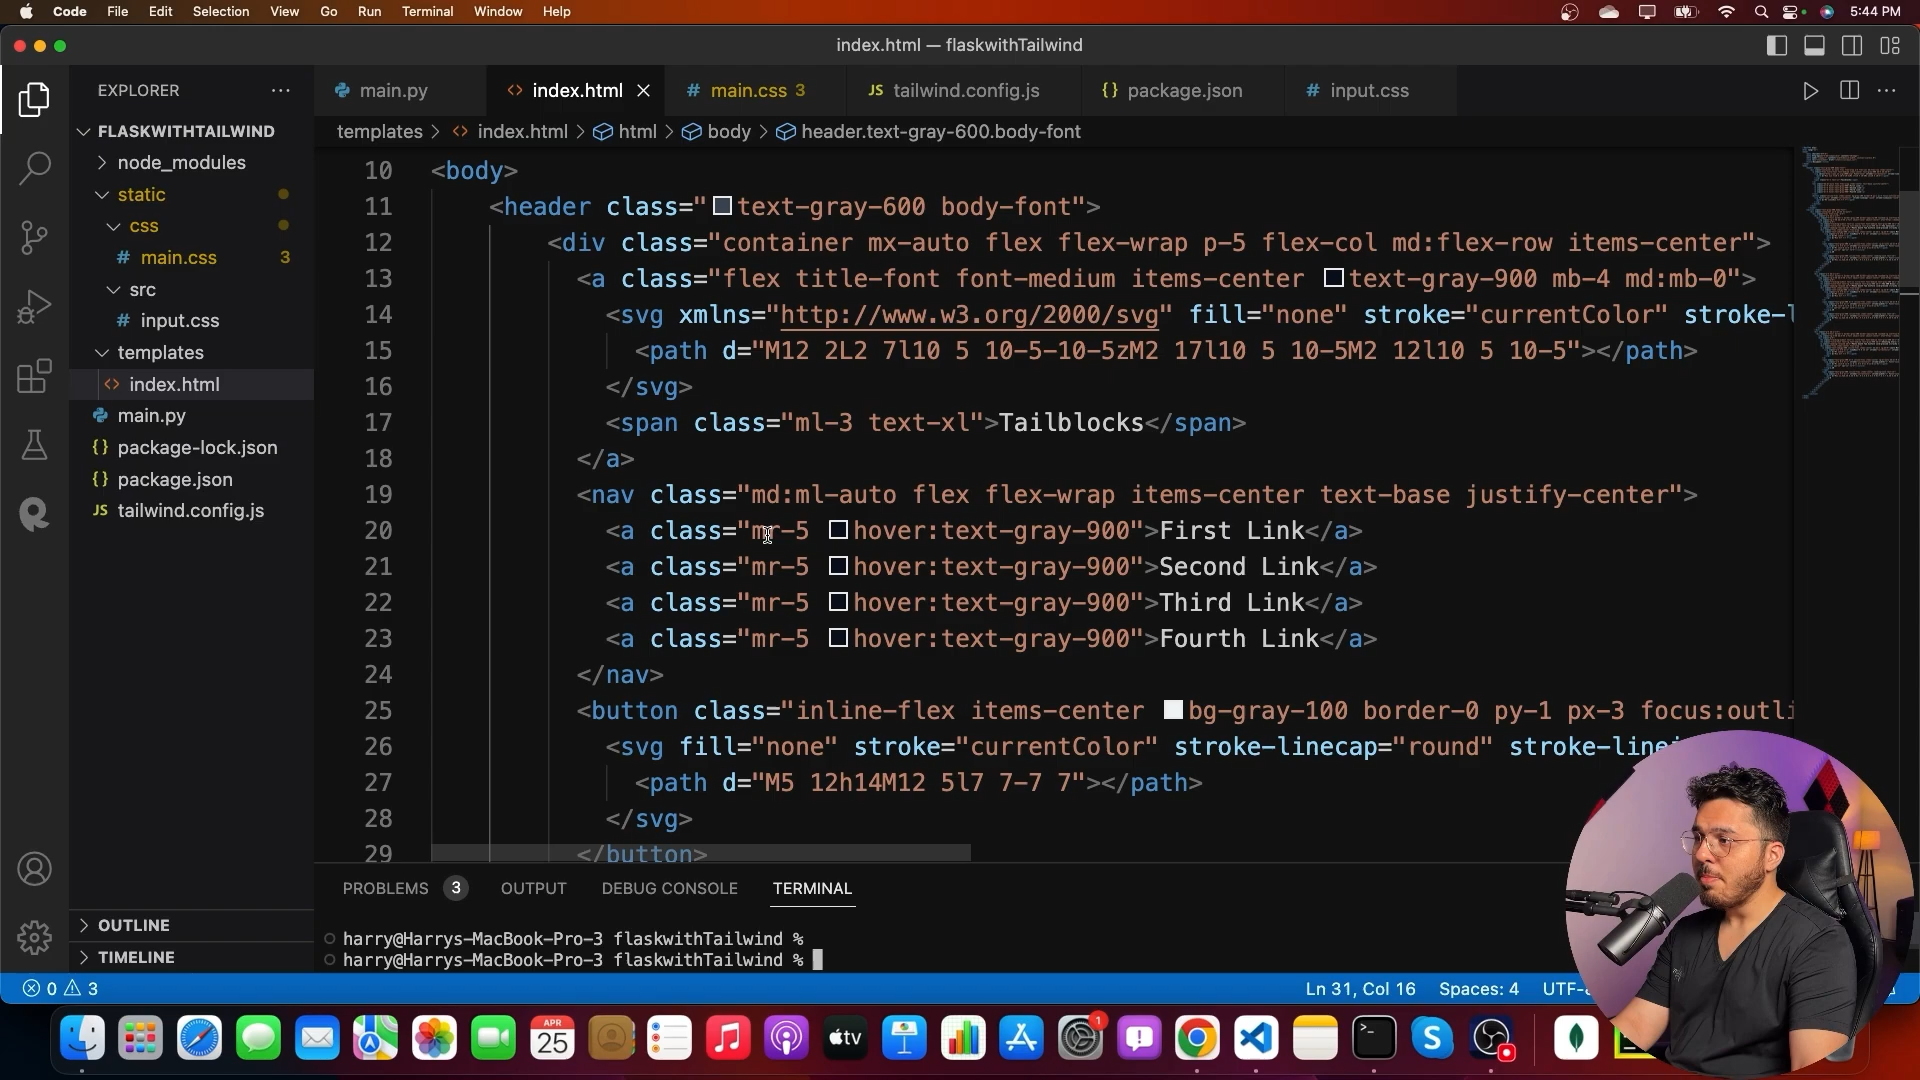 Code File Edit Selection View Go Run Terminal Window Help 5:44 PM
index.html — flaskwithTailwind
EXPLORER
main.py index.html main.css 3 JS tailwind.config.js {} package.json # input.css
FLASKWITHTAILWIND
templates > index.html > html > body > header.text-gray-600.body-font
node_modules
static
css
# main.css 3
src
# input.css
templates
index.html
main.py
{} package-lock.json
{} package.json
JS tailwind.config.js
OUTLINE
TIMELINE
10 <body>
11 <header class="text-gray-600 body-font">
12 <div class="container mx-auto flex flex-wrap p-5 flex-col md:flex-row items-center">
13 <a class="flex title-font font-medium items-center text-gray-900 mb-4 md:mb-0">
14 <svg xmlns="http://www.w3.org/2000/svg" fill="none" stroke="currentColor" stroke-l
15 <path d="M12 2L2 7l10 5 10-5-10-5zM2 17l10 5 10-5M2 12l10 5 10-5"></path>
16 </svg>
17 <span class="ml-3 text-xl">Tailblocks</span>
18 </a>
19 <nav class="md:ml-auto flex flex-wrap items-center text-base justify-center">
20 <a class="mr-5 hover:text-gray-900">First Link</a>
21 <a class="mr-5 hover:text-gray-900">Second Link</a>
22 <a class="mr-5 hover:text-gray-900">Third Link</a>
23 <a class="mr-5 hover:text-gray-900">Fourth Link</a>
24 </nav>
25 <button class="inline-flex items-center bg-gray-100 border-0 py-1 px-3 focus:outli
26 <svg fill="none" stroke="currentColor" stroke-linecap="round" stroke-linej
27 <path d="M5 12h14M12 5l7 7-7 7"></path>
28 </svg>
29 </button>
PROBLEMS 3 OUTPUT DEBUG CONSOLE TERMINAL
harry@Harrys-MacBook-Pro-3 flaskwithTailwind %
harry@Harrys-MacBook-Pro-3 flaskwithTailwind %
0 3 Ln 31, Col 16 Spaces: 4 UTF-
APR
25
tv
1